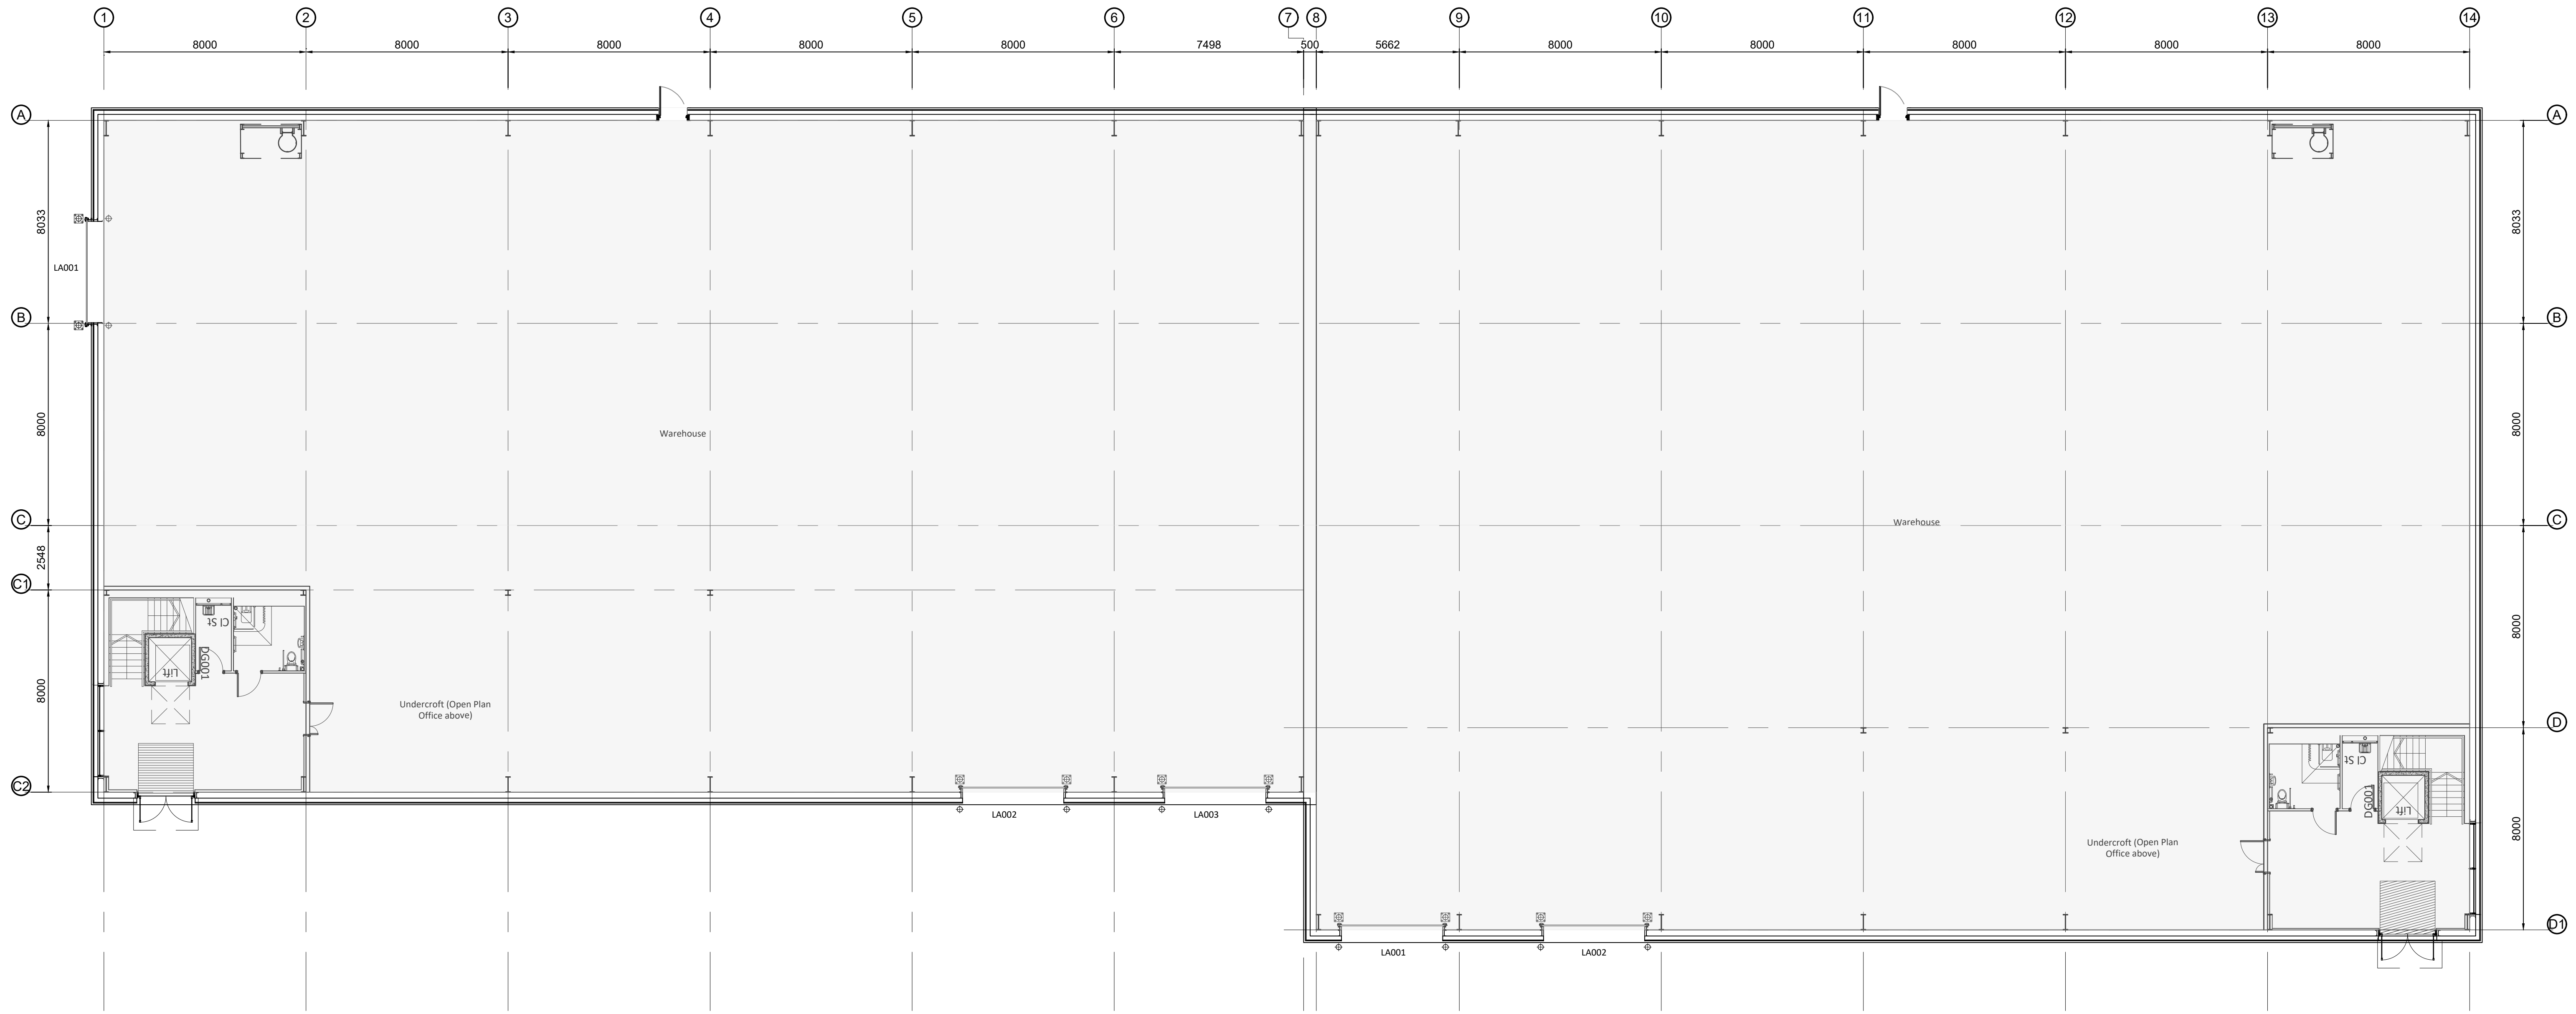 1 2 3 4 5 6 7 8 9 10 11 12 13 14
8000 8000 8000 8000 8000 7498 500 5662 8000 8000 8000 8000 8000
A A
8033 8033
LA001
B B
8000 8000
Warehouse
C C
Warehouse
2548
C1
8000
Cl St
Lift
DG001
Undercroft (Open Plan
Office above)
8000
D
Cl St
Lift
DG001
C2
LA002 LA003
8000
Undercroft (Open Plan
Office above)
D1
LA001 LA002